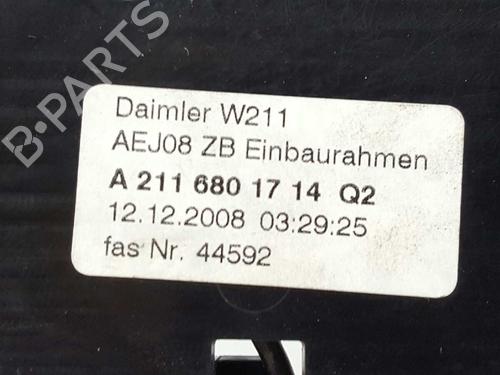 B-Parts
Daimler W211
AEJ08 ZB Einbaurahmen
A 211 680 17 14 Q2
12.12.2008 03:29:25
fas Nr. 44592